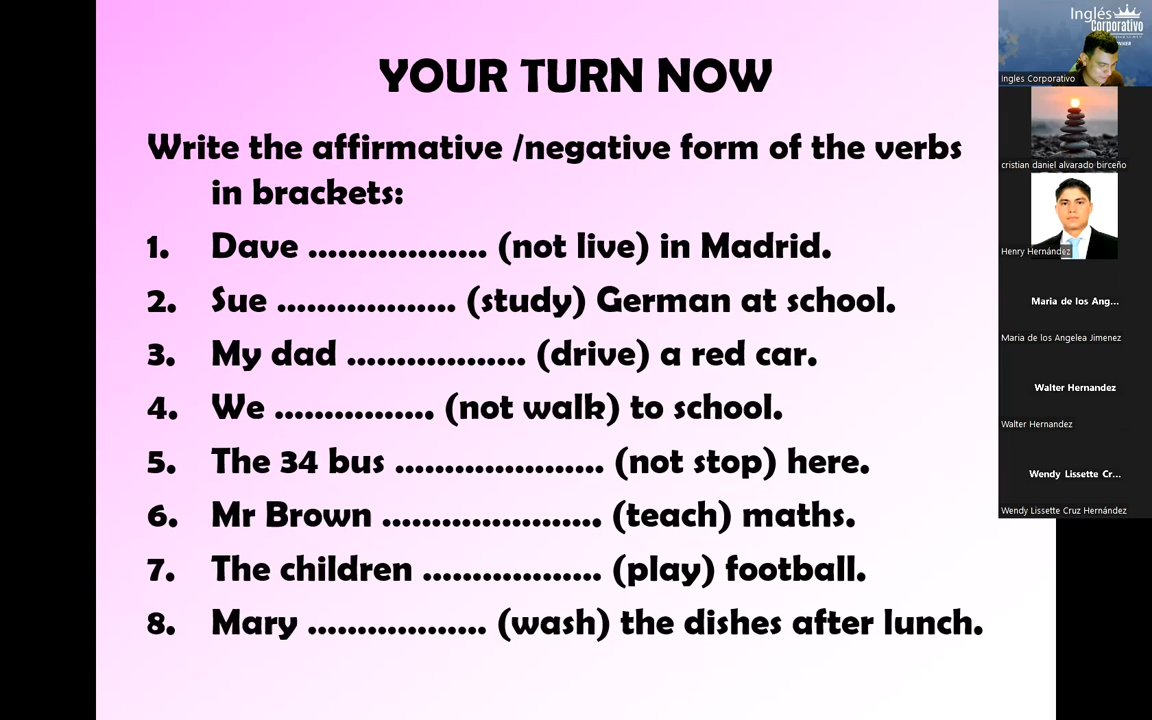 YOUR TURN NOW
Write the affirmative /negative form of the verbs
in brackets:
1. Dave .................. (not live) in Madrid.
2. Sue .................. (study) German at school.
3. My dad .................. (drive) a red car.
4. We ................ (not walk) to school.
5. The 34 bus ..................... (not stop) here.
6. Mr Brown ...................... (teach) maths.
7. The children .................. (play) football.
8. Mary .................. (wash) the dishes after lunch.
Inglés
Corporativo
Ingles Corporativo
cristian daniel alvarado birceño
Henry Hernández
Maria de los Ang...
Maria de los Angelea Jimenez
Walter Hernandez
Walter Hernandez
Wendy Lissette Cr...
Wendy Lissette Cruz Hernández